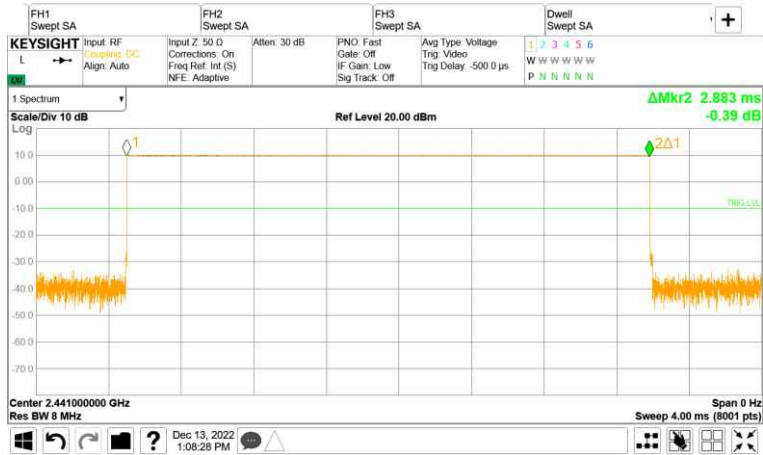 FH1
Swept SA
FH2
Swept SA
FH3
Swept SA
Dwell
Swept SA
+
KEYSIGHT
L
Input: RF
Coupling: DC
Align: Auto
Input Z: 50 Ω
Corrections: On
Freq Ref: Int (S)
NFE: Adaptive
Atten: 30 dB
PNO: Fast
Gate: Off
IF Gain: Low
Sig Track: Off
Avg Type: Voltage
Trig: Video
Trig Delay: -500.0 µs
1 2 3 4 5 6
W W W W W W
P N N N N N
1 Spectrum
ΔMkr2 2.883 ms
Scale/Div 10 dB
Ref Level 20.00 dBm
-0.39 dB
Log
1
2Δ1
10.0
0.00
-10.0
TRIG LVL
-20.0
-30.0
-40.0
-50.0
-60.0
-70.0
Center 2.441000000 GHz
Span 0 Hz
Res BW 8 MHz
Sweep 4.00 ms (8001 pts)
?
Dec 13, 2022
1:08:28 PM